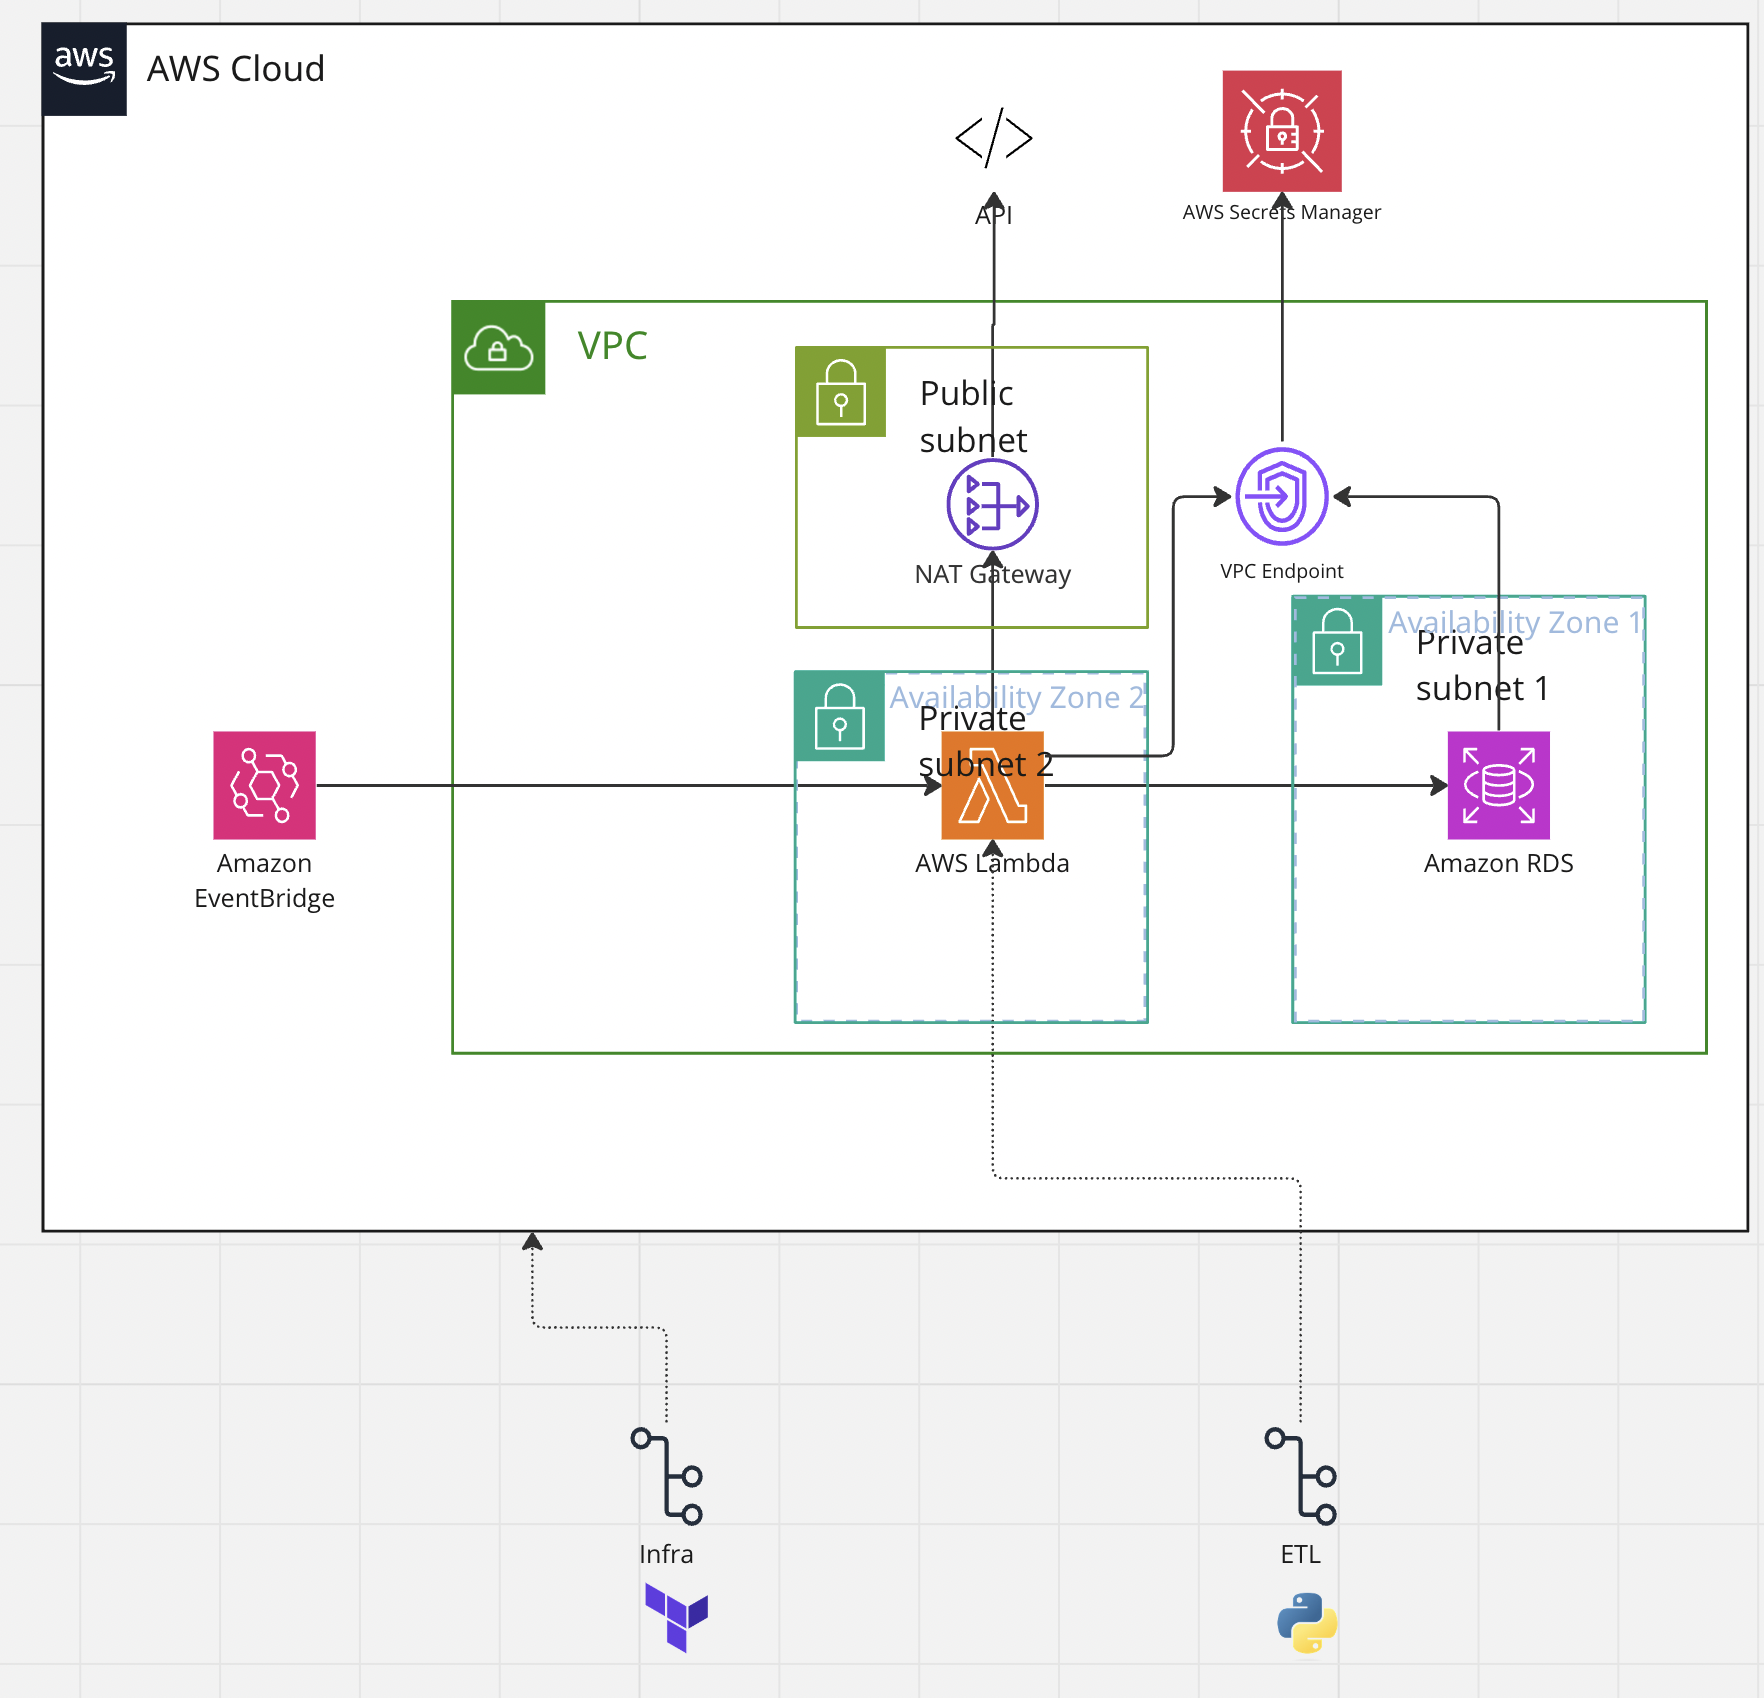 aws
AWS Cloud
API
AWS Secrets Manager
VPC
Public
subnet
NAT Gateway
VPC Endpoint
Availability Zone 1
Private
subnet 1
Availability Zone 2
Private
subnet 2
Amazon
EventBridge
AWS Lambda
Amazon RDS
Infra
ETL